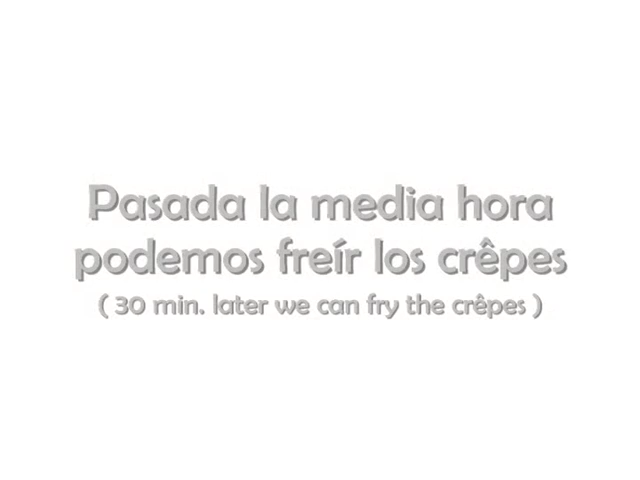 Pasada la media hora
podemos freír los crêpes
( 30 min. later we can fry the crêpes )